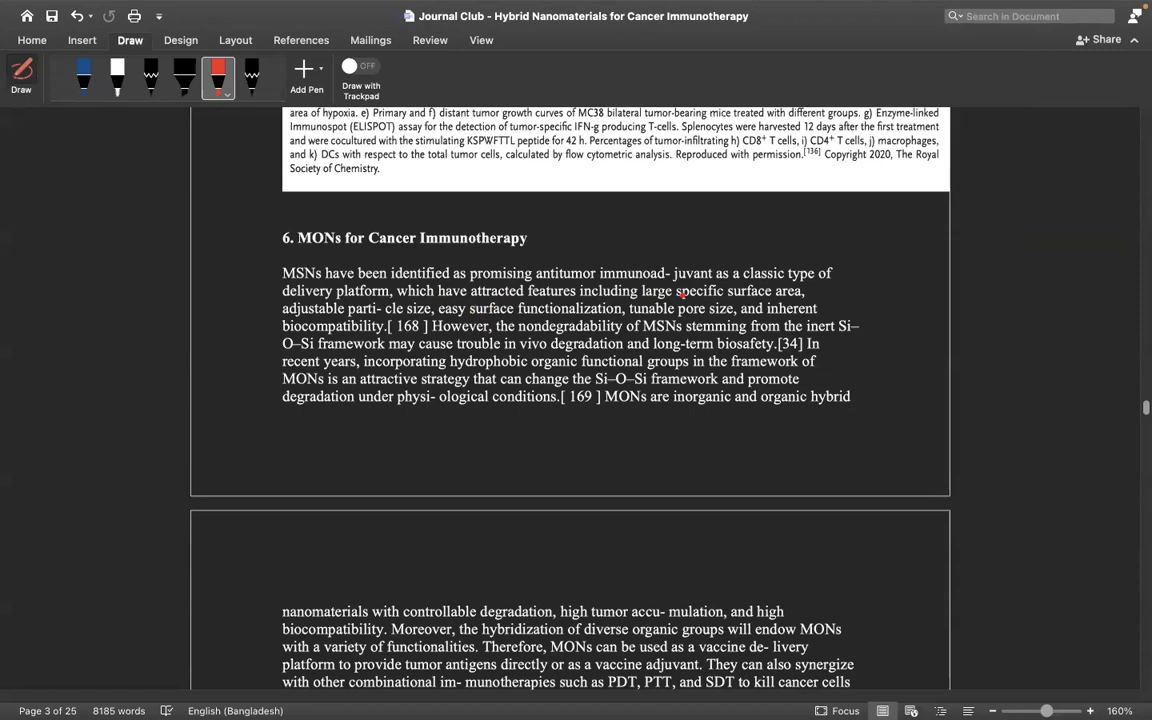 Journal Club - Hybrid Nanomaterials for Cancer Immunotherapy
Search in Document
Home Insert Draw Design Layout References Mailings Review View
Share
Draw
Add Pen
OFF
Draw with
Trackpad
area of hypoxia. e) Primary and f) distant tumor growth curves of MC38 bilateral tumor-bearing mice treated with different groups. g) Enzyme-linked
Immunospot (ELISPOT) assay for the detection of tumor-specific IFN-g producing T-cells. Splenocytes were harvested 12 days after the first treatment
and were cocultured with the stimulating KSPWFTTL peptide for 42 h. Percentages of tumor-infiltrating h) CD8+ T cells, i) CD4+ T cells, j) macrophages,
and k) DCs with respect to the total tumor cells, calculated by flow cytometric analysis. Reproduced with permission.[136] Copyright 2020, The Royal
Society of Chemistry.
6. MONs for Cancer Immunotherapy
MSNs have been identified as promising antitumor immunoad- juvant as a classic type of
delivery platform, which have attracted features including large specific surface area,
adjustable parti- cle size, easy surface functionalization, tunable pore size, and inherent
biocompatibility.[ 168 ] However, the nondegradability of MSNs stemming from the inert Si–
O–Si framework may cause trouble in vivo degradation and long-term biosafety.[34] In
recent years, incorporating hydrophobic organic functional groups in the framework of
MONs is an attractive strategy that can change the Si–O–Si framework and promote
degradation under physi- ological conditions.[ 169 ] MONs are inorganic and organic hybrid
nanomaterials with controllable degradation, high tumor accu- mulation, and high
biocompatibility. Moreover, the hybridization of diverse organic groups will endow MONs
with a variety of functionalities. Therefore, MONs can be used as a vaccine de- livery
platform to provide tumor antigens directly or as a vaccine adjuvant. They can also synergize
with other combinational im- munotherapies such as PDT, PTT, and SDT to kill cancer cells
Page 3 of 25 8185 words English (Bangladesh) Focus 160%